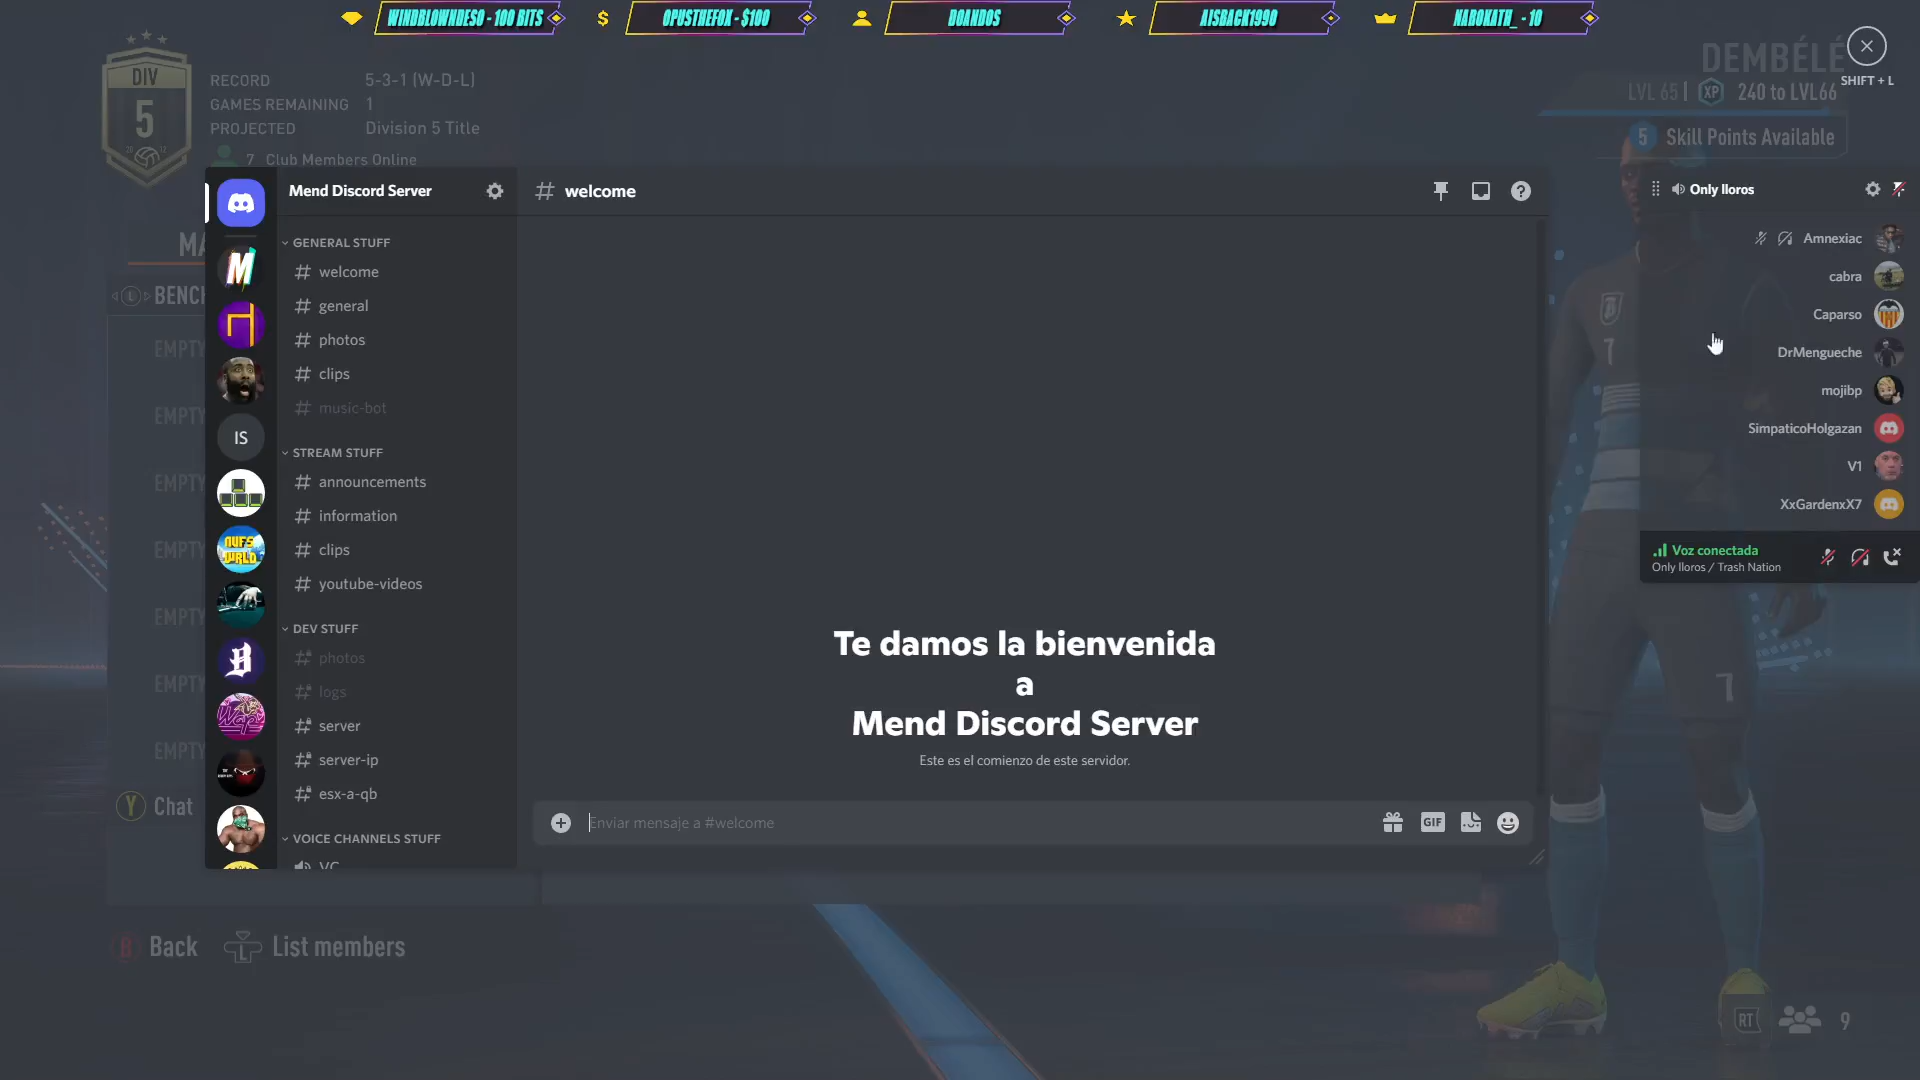 WINDBLOWNDESO - 100 BITS
OPUSTHEFOX - $100
DOANDOS
AISBACK1990
NAROKATH_ - 10
DEMBÉLÉ
SHIFT + L
DIV
5
RECORD 5-3-1 (W-D-L)
GAMES REMAINING 1
PROJECTED Division 5 Title
7 Club Members Online
LVL 65 | XP 240 to LVL66
5 Skill Points Available
Mend Discord Server
# welcome
Only lloros
GENERAL STUFF
# welcome
# general
# photos
# clips
# music-bot
STREAM STUFF
# announcements
# information
# clips
# youtube-videos
DEV STUFF
# photos
# logs
# server
# server-ip
# esx-a-qb
VOICE CHANNELS STUFF
VC
M
IS
BENCH
EMPTY
EMPTY
EMPTY
EMPTY
EMPTY
EMPTY
EMPTY
Te damos la bienvenida
a
Mend Discord Server
Este es el comienzo de este servidor.
Enviar mensaje a #welcome
GIF
Amnexiac
cabra
Caparso
DrMengueche
mojibp
SimpaticoHolgazan
V1
XxGardenxX7
Voz conectada
Only lloros / Trash Nation
7
7
Y Chat
B Back
L List members
RT
9